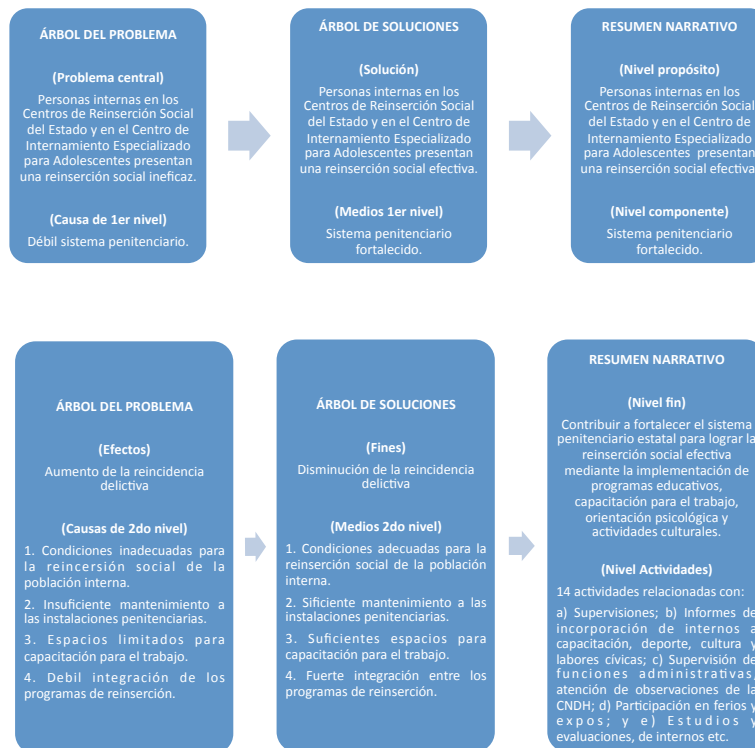 ÁRBOL DEL PROBLEMA
(Problema central)
Personas internas en los
Centros de Reinserción Social
del Estado y en el Centro de
Internamiento Especializado
para Adolescentes presentan
una reinserción social ineficaz.
(Causa de 1er nivel)
Débil sistema penitenciario.
ÁRBOL DE SOLUCIONES
(Solución)
Personas internas en los
Centros de Reinserción Social
del Estado y en el Centro de
Internamiento Especializado
para Adolescentes presentan
una reinserción social efectiva.
(Medios 1er nivel)
Sistema penitenciario
fortalecido.
RESUMEN NARRATIVO
(Nivel propósito)
Personas internas en los
Centros de Reinserción Social
del Estado y en el Centro de
Internamiento Especializado
para Adolescentes presentan
una reinserción social efectiva
(Nivel componente)
Sistema penitenciario
fortalecido.
ÁRBOL DEL PROBLEMA
(Efectos)
Aumento de la reincidencia
delictiva
(Causas de 2do nivel)
1. Condiciones inadecuadas para
la reincersión social de la
población interna.
2. Insuficiente mantenimiento a
las instalaciones penitenciarias.
3. Espacios limitados para
capacitación para el trabajo.
4. Debil integración de los
programas de reinserción.
ÁRBOL DE SOLUCIONES
(Fines)
Disminución de la reincidencia
delictiva
(Medios 2do nivel)
1. Condiciones adecuadas para la
reinserción social de la población
interna.
2. Sificiente mantenimiento a las
instalaciones penitenciarias.
3. Suficientes espacios para
capacitación para el trabajo.
4. Fuerte integración entre los
programas de reinserción.
RESUMEN NARRATIVO
(Nivel fin)
Contribuir a fortalecer el sistema
penitenciario estatal para lograr la
reinserción social efectiva
mediante la implementación de
programas educativos,
capacitación para el trabajo,
orientación psicológica y
actividades culturales.
(Nivel Actividades)
14 actividades relacionadas con:
a) Supervisiones; b) Informes de
incorporación de internos a
capacitación, deporte, cultura y
labores cívicas; c) Supervisión de
funciones administrativas,
atención de observaciones de la
CNDH; d) Participación en ferios y
expos; y e) Estudios y
evaluaciones, de internos etc.